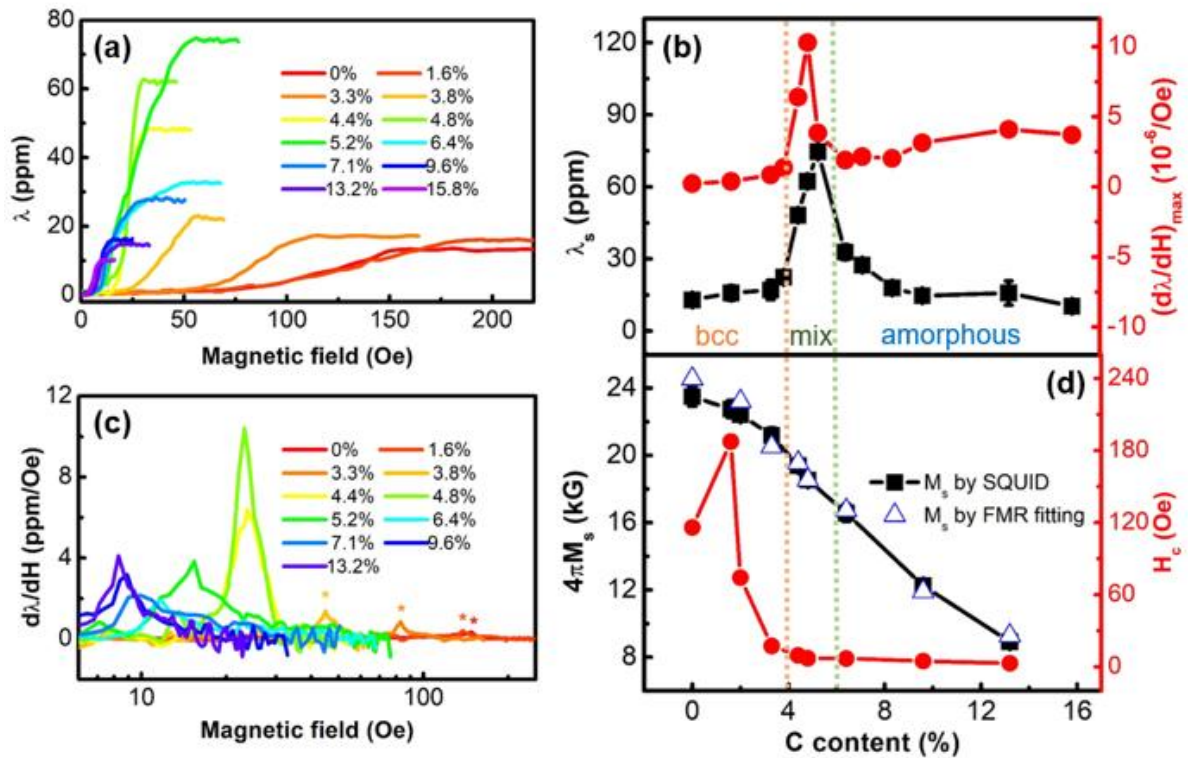 (a)
80
60
40
20
0
λ (ppm)
0% 1.6%
3.3% 3.8%
4.4% 4.8%
5.2% 6.4%
7.1% 9.6%
13.2% 15.8%
0 50 100 150 200
Magnetic field (Oe)
(b)
120
90
60
30
0
λs (ppm)
10
5
0
-5
-10
(dλ/dH)max (10-6/Oe)
bcc mix amorphous
(c)
12
8
4
0
dλ/dH (ppm/Oe)
0% 1.6%
3.3% 3.8%
4.4% 4.8%
5.2% 6.4%
7.1% 9.6%
13.2%
* * * *
10 100
Magnetic field (Oe)
(d)
24
20
16
12
8
4πMs (kG)
Ms by SQUID
Ms by FMR fitting
240
180
120
60
0
Hc (Oe)
0 4 8 12 16
C content (%)